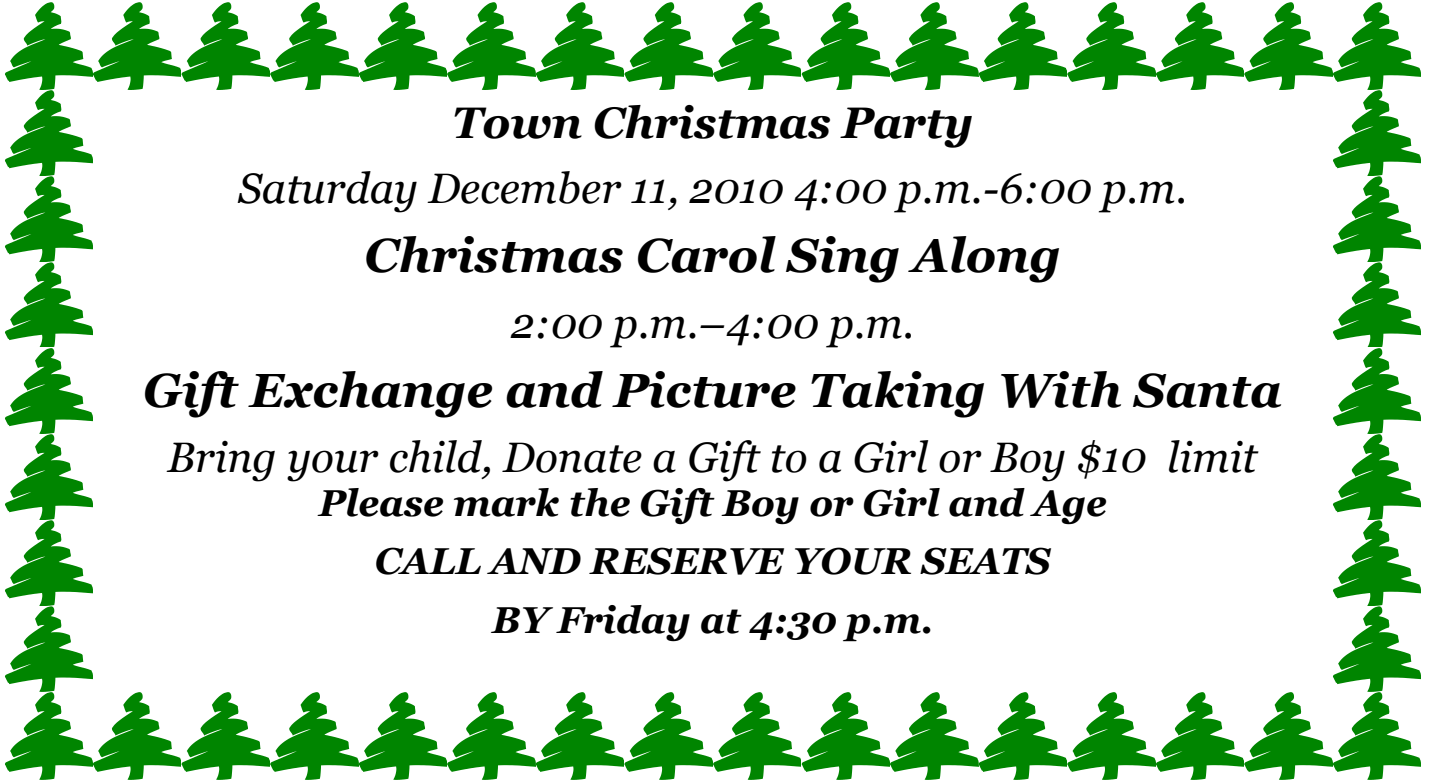 Town Christmas Party
Saturday December 11, 2010 4:00 p.m.-6:00 p.m.
Christmas Carol Sing Along
2:00 p.m.–4:00 p.m.
Gift Exchange and Picture Taking With Santa
Bring your child, Donate a Gift to a Girl or Boy $10  limit
Please mark the Gift Boy or Girl and Age
CALL AND RESERVE YOUR SEATS
BY Friday at 4:30 p.m.